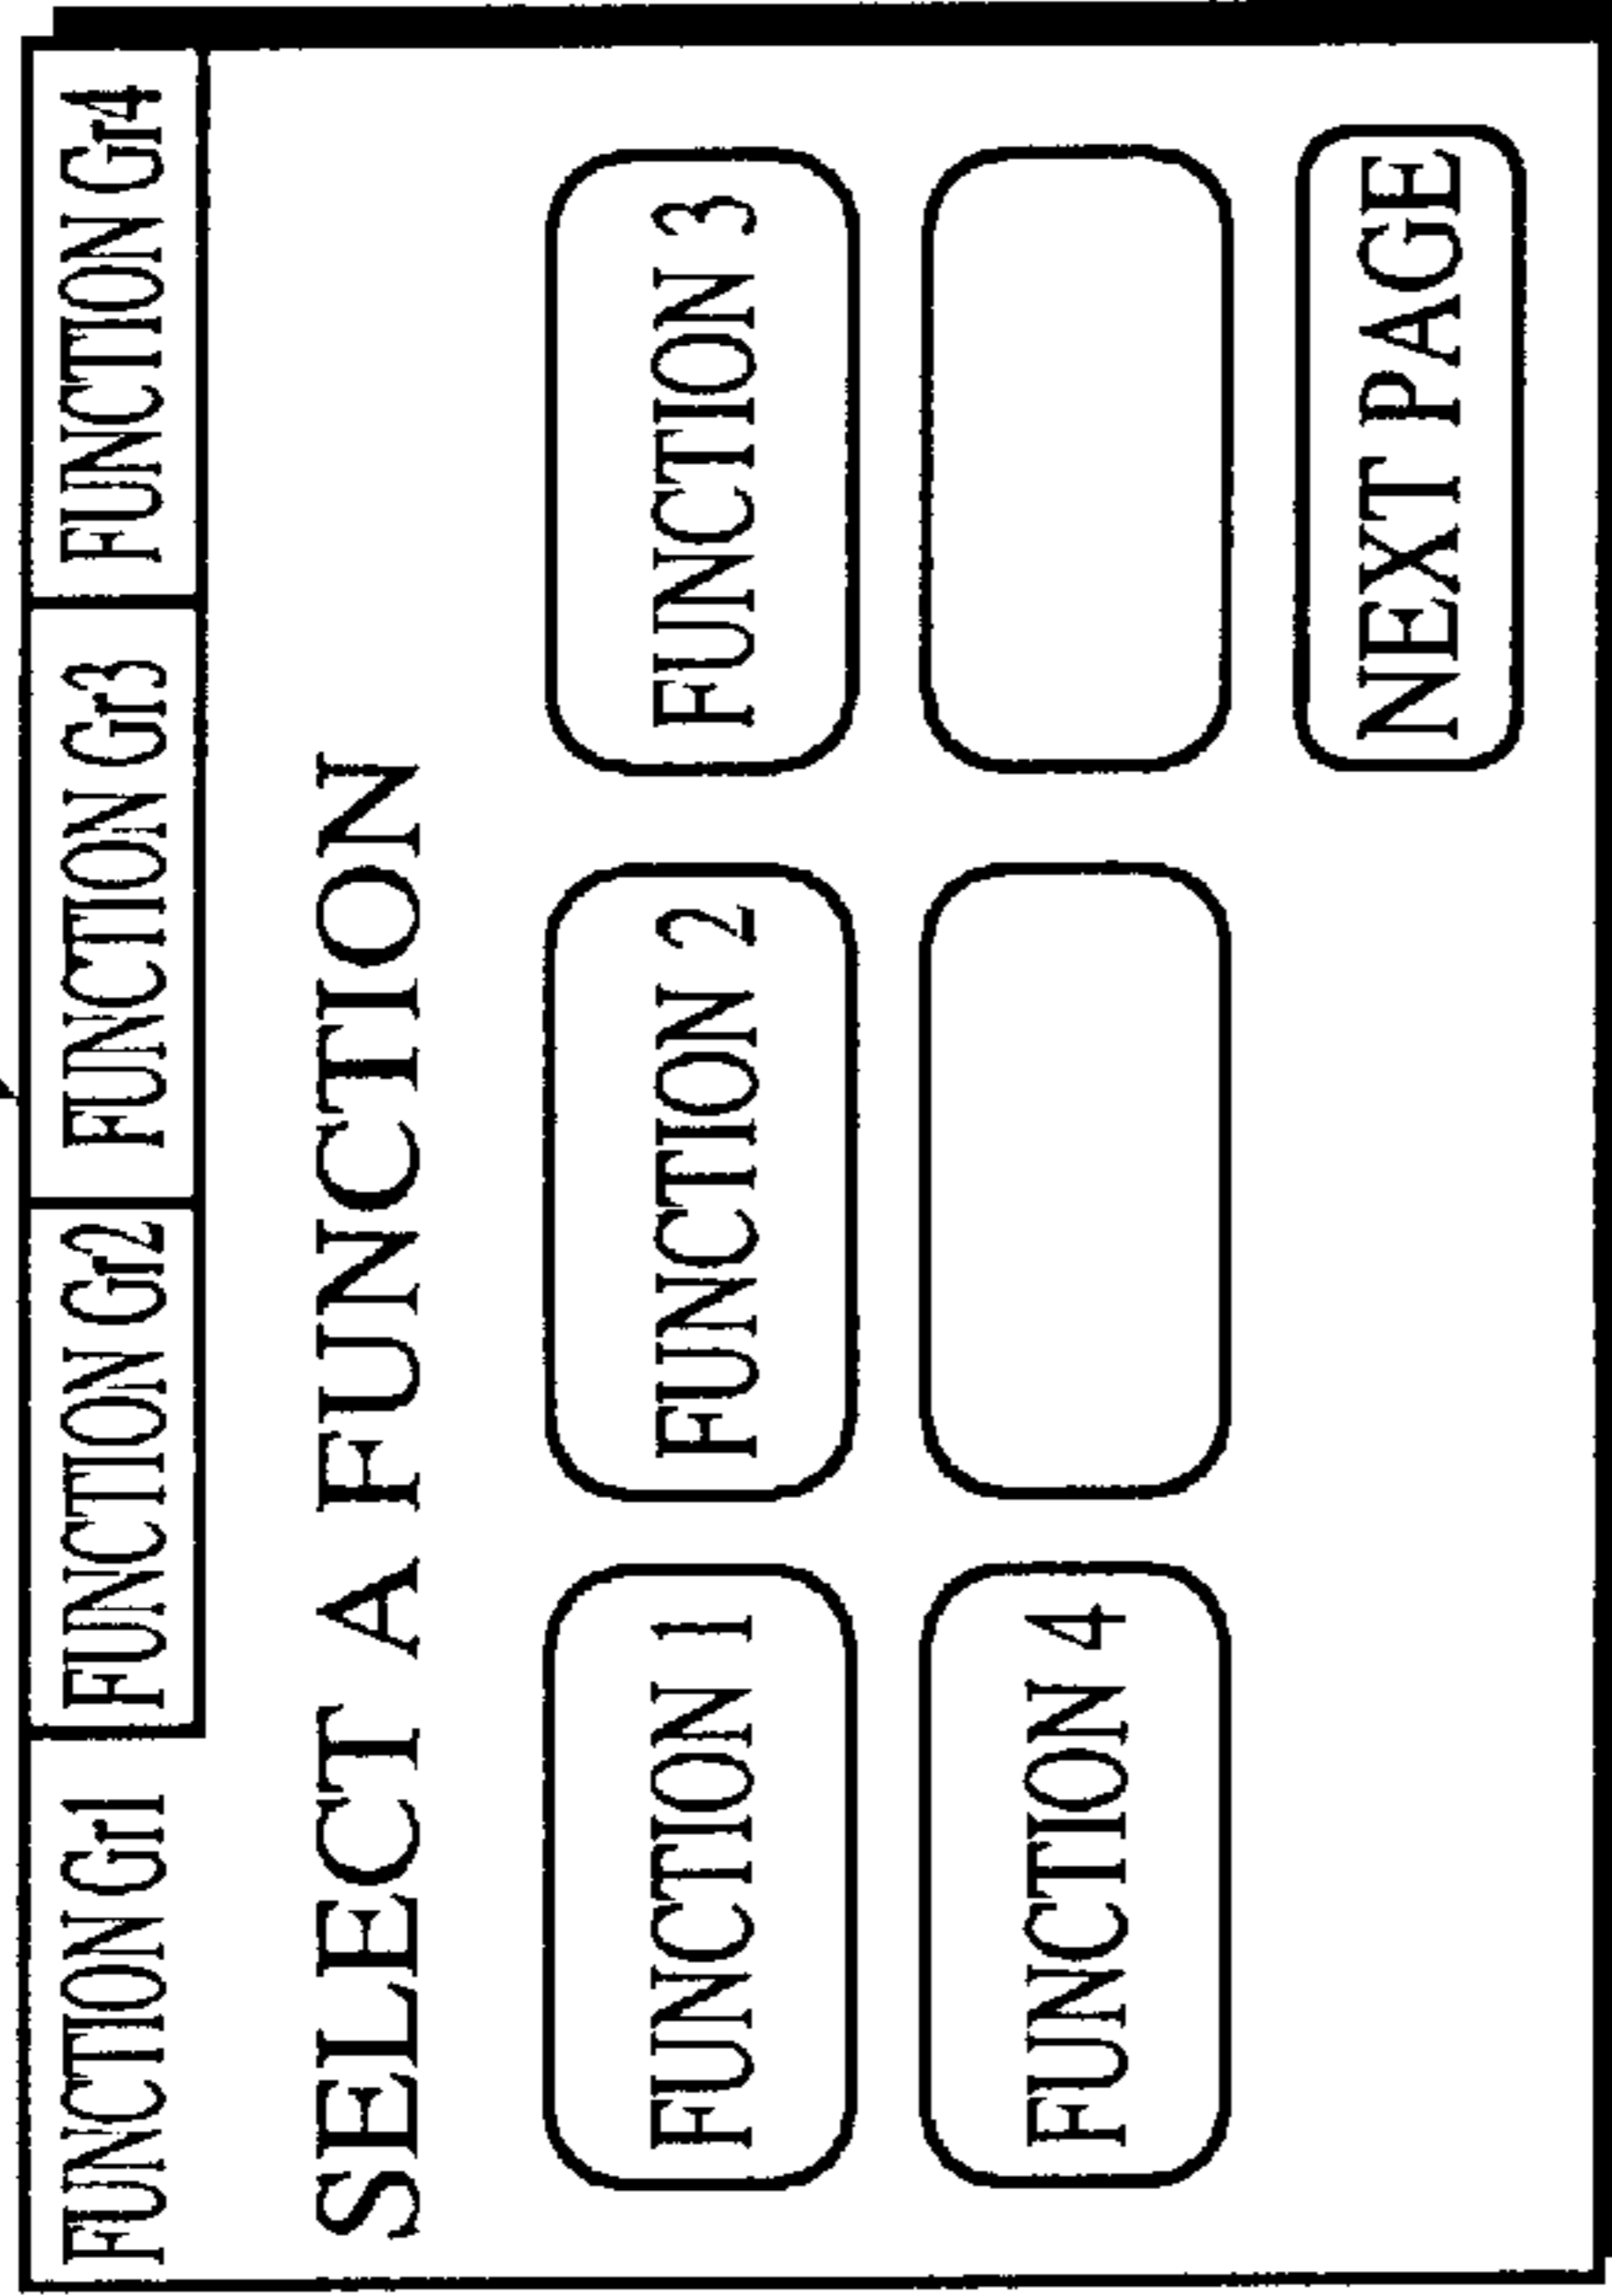 FUNCTION Gr1 FUNCTION Gr2 FUNCTION Gr3 FUNCTION Gr4
SELECT A FUNCTION
FUNCTION 1 FUNCTION 2 FUNCTION 3
FUNCTION 4
NEXT PAGE